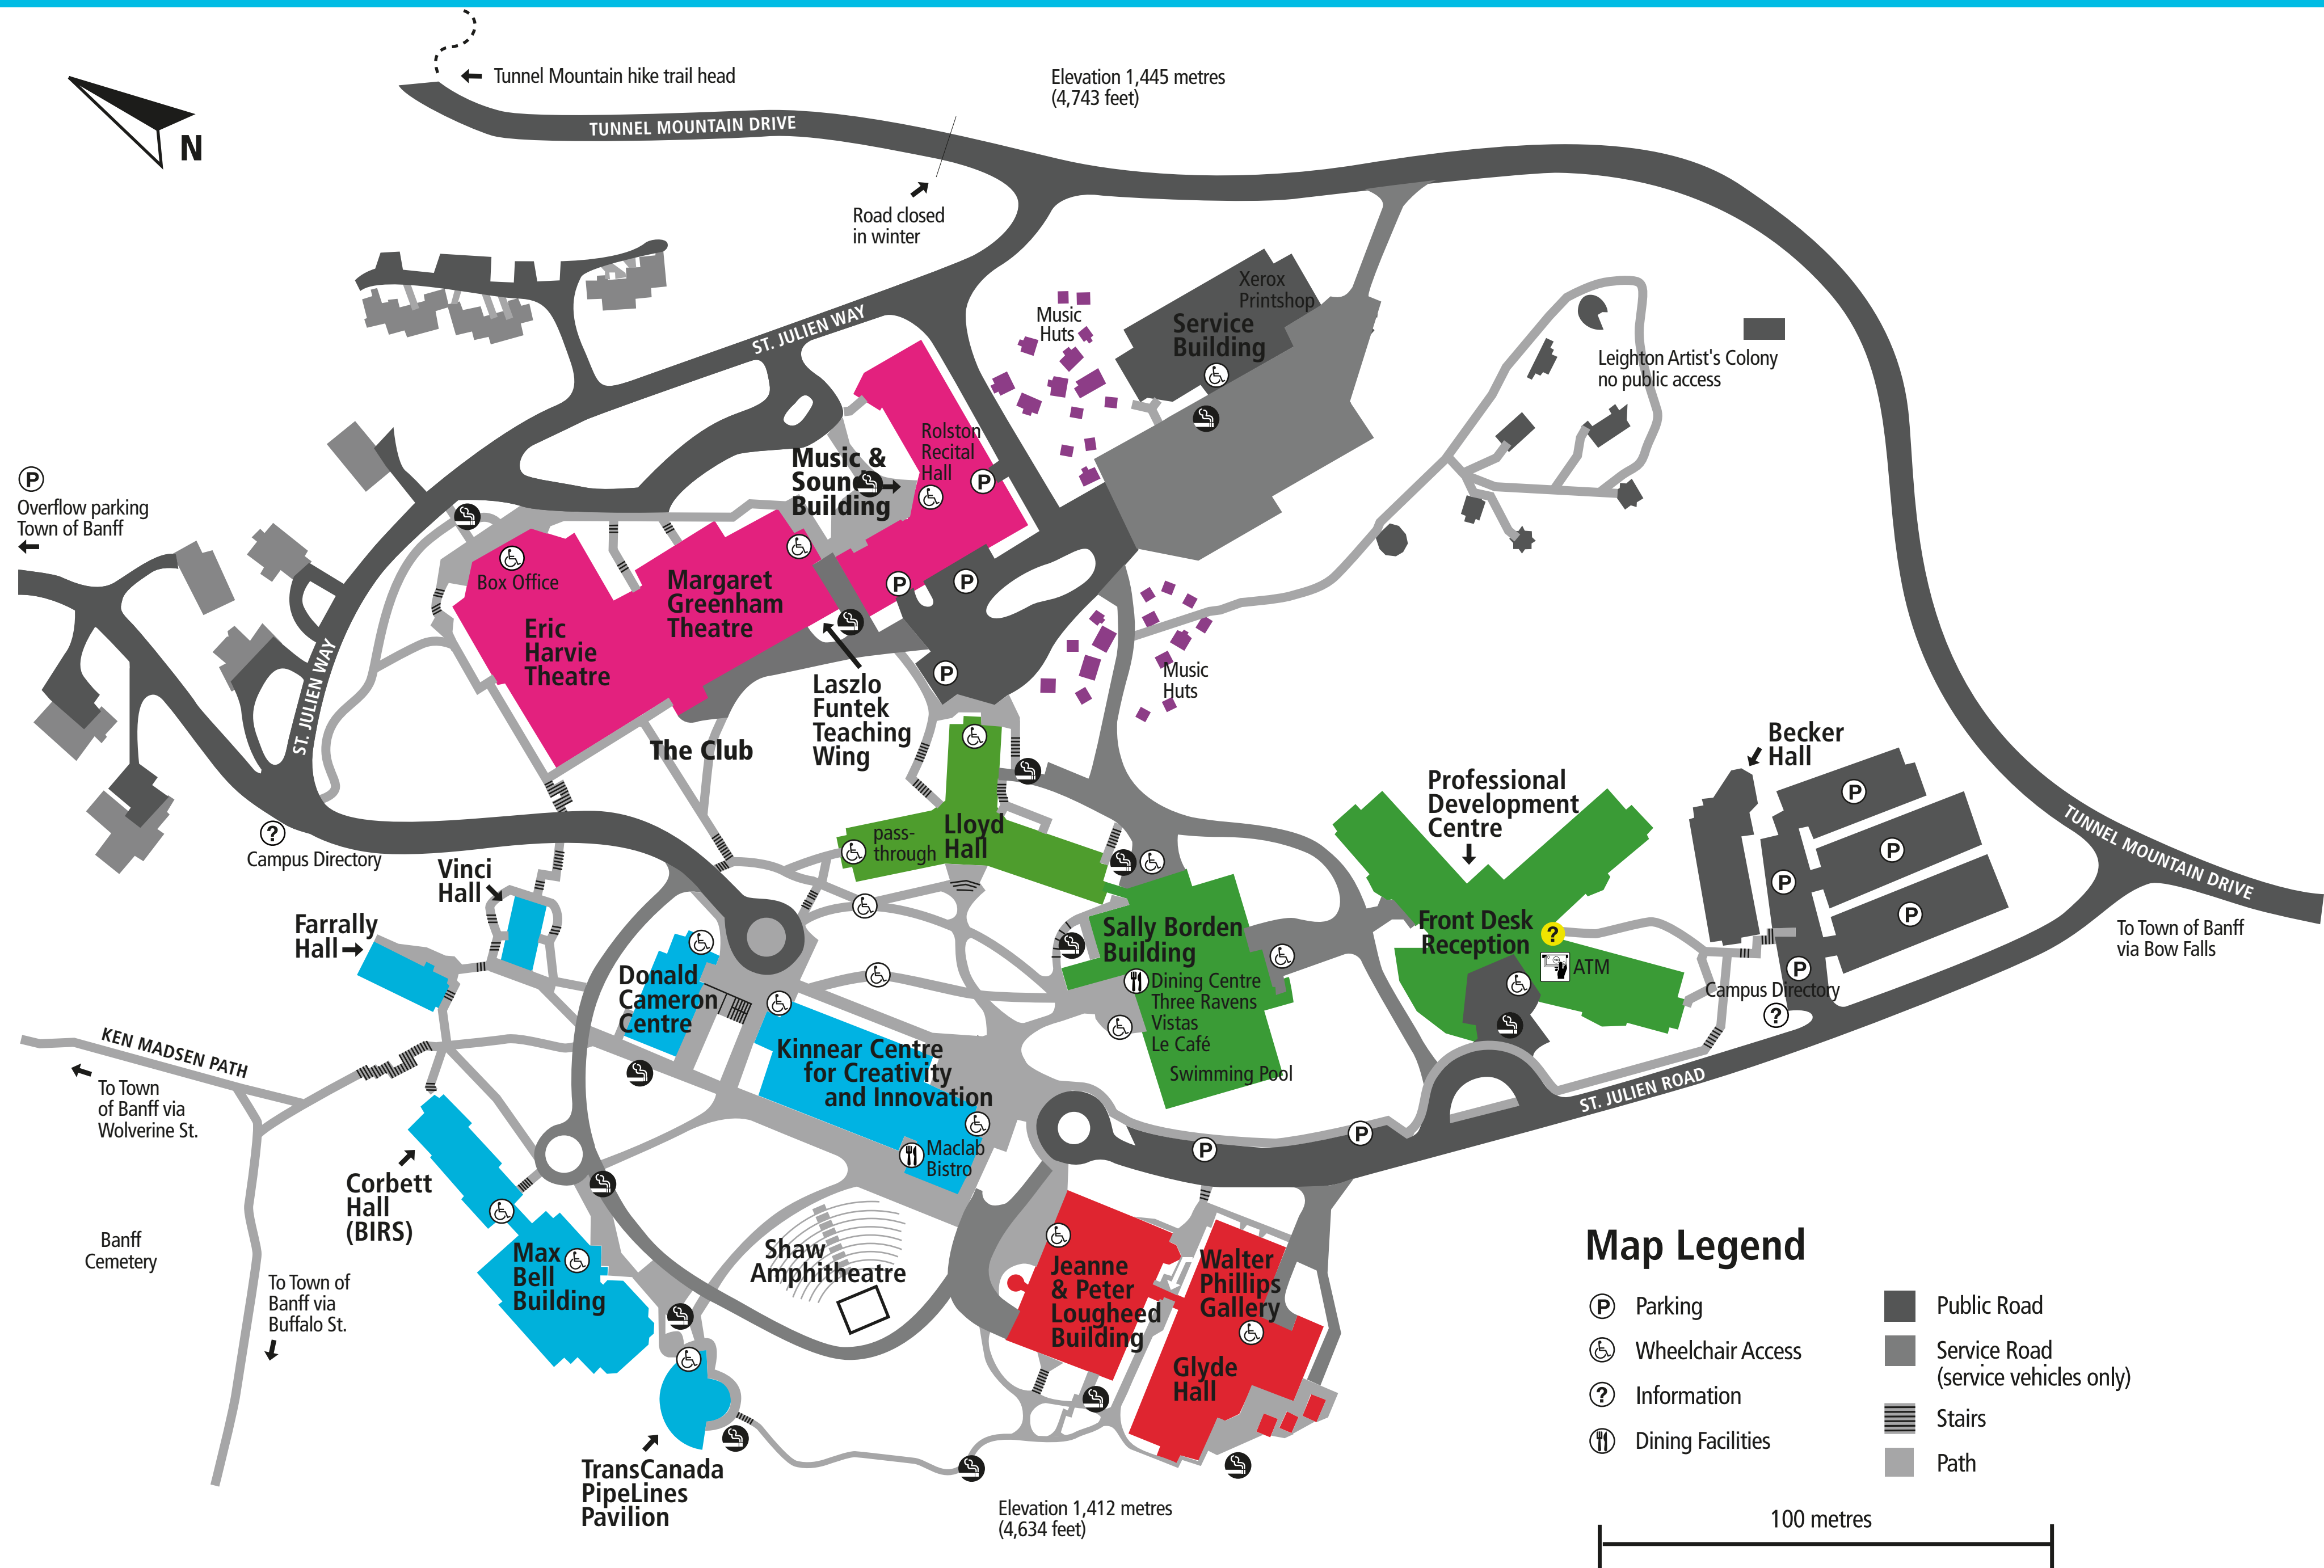 Tunnel Mountain hike trail head
Elevation 1,445 metres
(4,743 feet)
N
TUNNEL MOUNTAIN DRIVE
Road closed
in winter
Xerox
Printshop
Service
Building
Music
Huts
ST. JULIEN WAY
Leighton Artist's Colony
no public access
Rolston
Recital
Hall
P
Music &
Sound
Building
P
Overflow parking
Town of Banff
Box Office
Margaret
Greenham
Theatre
P
P
Eric
Harvie
Theatre
ST. JULIEN WAY
Laszlo
Funtek
Teaching
Wing
P
Music
Huts
The Club
Becker
Hall
Professional
Development
Centre
P
P
P
P
P
TUNNEL MOUNTAIN DRIVE
To Town of Banff
via Bow Falls
?
Campus Directory
pass-
through
Lloyd
Hall
Vinci
Hall
Farrally
Hall
Sally Borden
Building
Dining Centre
Three Ravens
Vistas
Le Café
Swimming Pool
Front Desk
Reception
?
ATM
Campus Directory
?
Donald
Cameron
Centre
Kinnear Centre
for Creativity
and Innovation
Maclab
Bistro
KEN MADSEN PATH
To Town
of Banff via
Wolverine St.
ST. JULIEN ROAD
P
P
Corbett
Hall
(BIRS)
Banff
Cemetery
To Town of
Banff via
Buffalo St.
Max
Bell
Building
Shaw
Amphitheatre
Jeanne
& Peter
Lougheed
Building
Walter
Phillips
Gallery
Glyde
Hall
TransCanada
PipeLines
Pavilion
Elevation 1,412 metres
(4,634 feet)
Map Legend
P Parking
Wheelchair Access
? Information
Dining Facilities
Public Road
Service Road
(service vehicles only)
Stairs
Path
100 metres